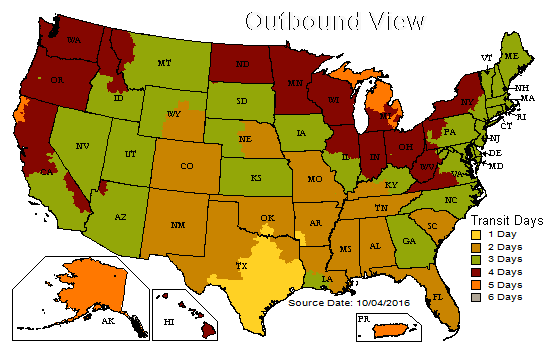 Outbound View
WA
OR
CA
ID
NV
MT
WY
UT
AZ
CO
NM
ND
SD
NE
KS
OK
TX
MN
IA
MO
AR
LA
WI
IL
MI
IN
OH
KY
TN
MS
AL
GA
FL
SC
NC
VA
WV
PA
NY
VT
ME
NH
MA
RI
CT
NJ
DE
MD
AK
HI
PR
Transit Days
1 Day
2 Days
3 Days
4 Days
5 Days
6 Days
Source Date: 10/04/2016